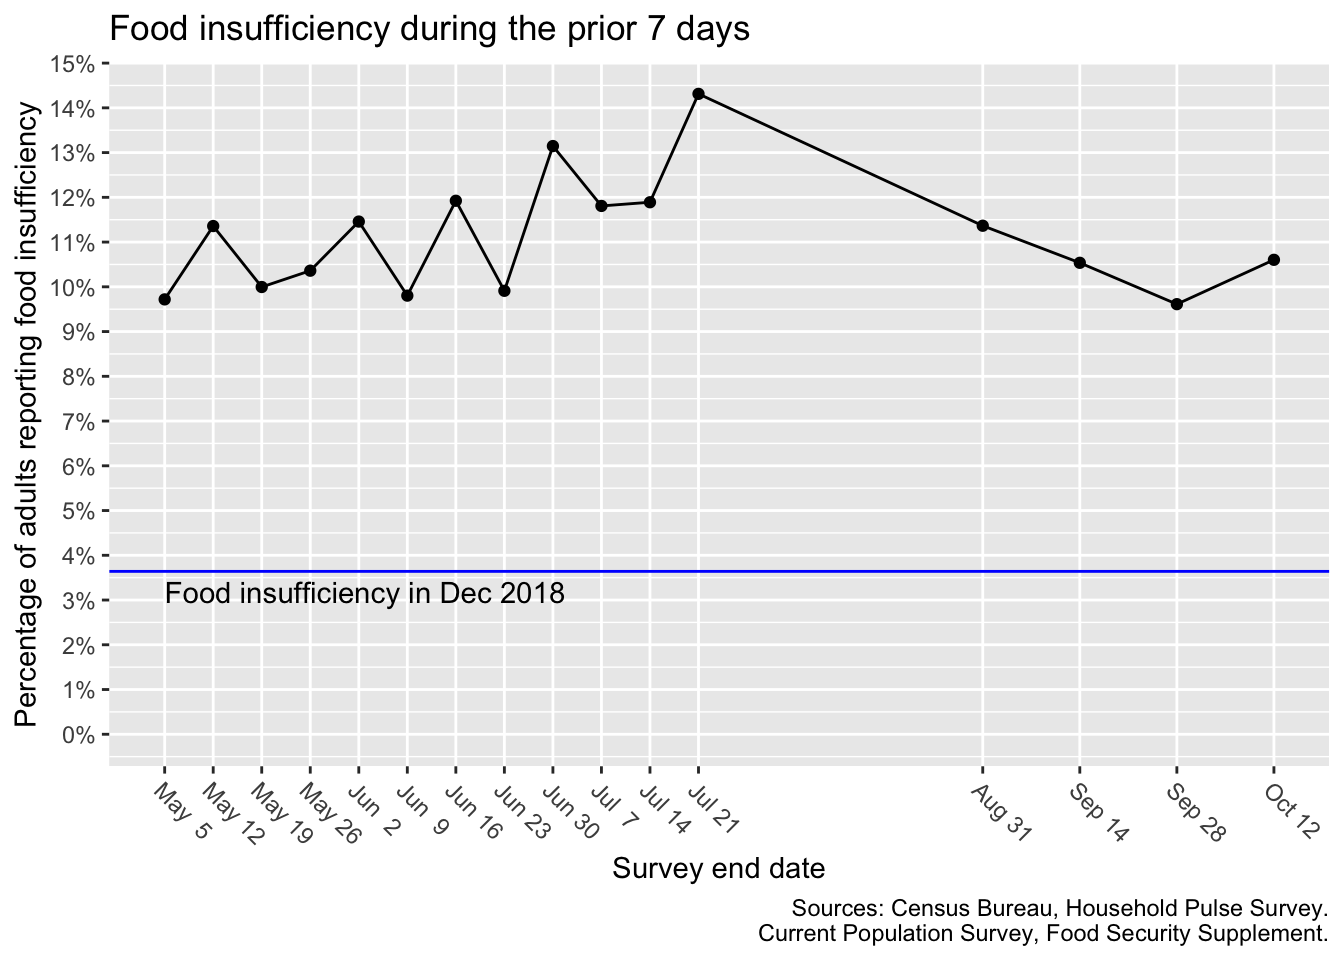 Food insufficiency during the prior 7 days
Percentage of adults reporting food insufficiency
15%
14%
13%
12%
11%
10%
9%
8%
7%
6%
5%
4%
3%
2%
1%
0%
Food insufficiency in Dec 2018
May 5
May 12
May 19
May 26
Jun 2
Jun 9
Jun 16
Jun 23
Jun 30
Jul 7
Jul 14
Jul 21
Aug 31
Sep 14
Sep 28
Oct 12
Survey end date
Sources: Census Bureau, Household Pulse Survey.
Current Population Survey, Food Security Supplement.